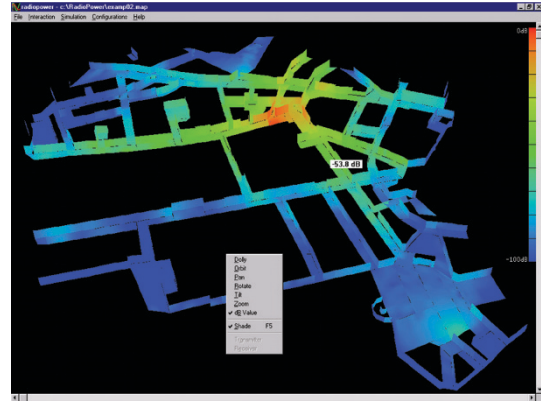 radiopower - c:\RadioPower\examp02.map
File Interaction Simulation Configurations Help
0dB
-53.8 dB
-100dB
Dolly
Orbit
Pan
Rotate
Tilt
Zoom
✓ dB Value
✓ Shade F5